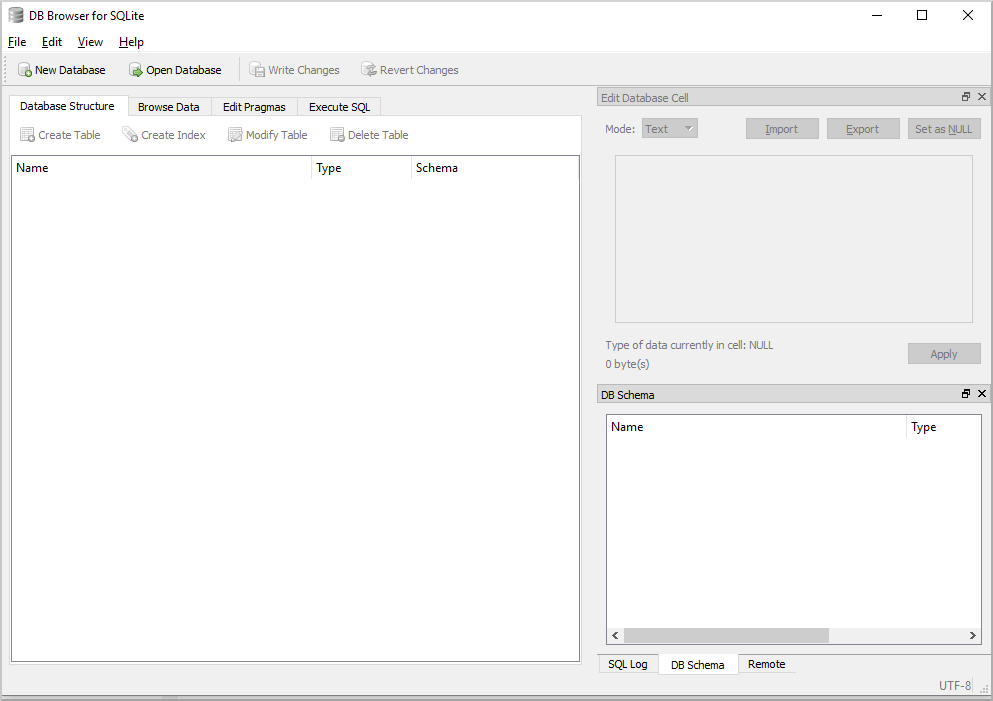 DB Browser for SQLite
File Edit View Help
New Database Open Database Write Changes Revert Changes
Database Structure Browse Data Edit Pragmas Execute SQL
Create Table Create Index Modify Table Delete Table
Name Type Schema
Edit Database Cell
Mode: Text Import Export Set as NULL
Type of data currently in cell: NULL
0 byte(s)
Apply
DB Schema
Name Type
SQL Log DB Schema Remote
UTF-8